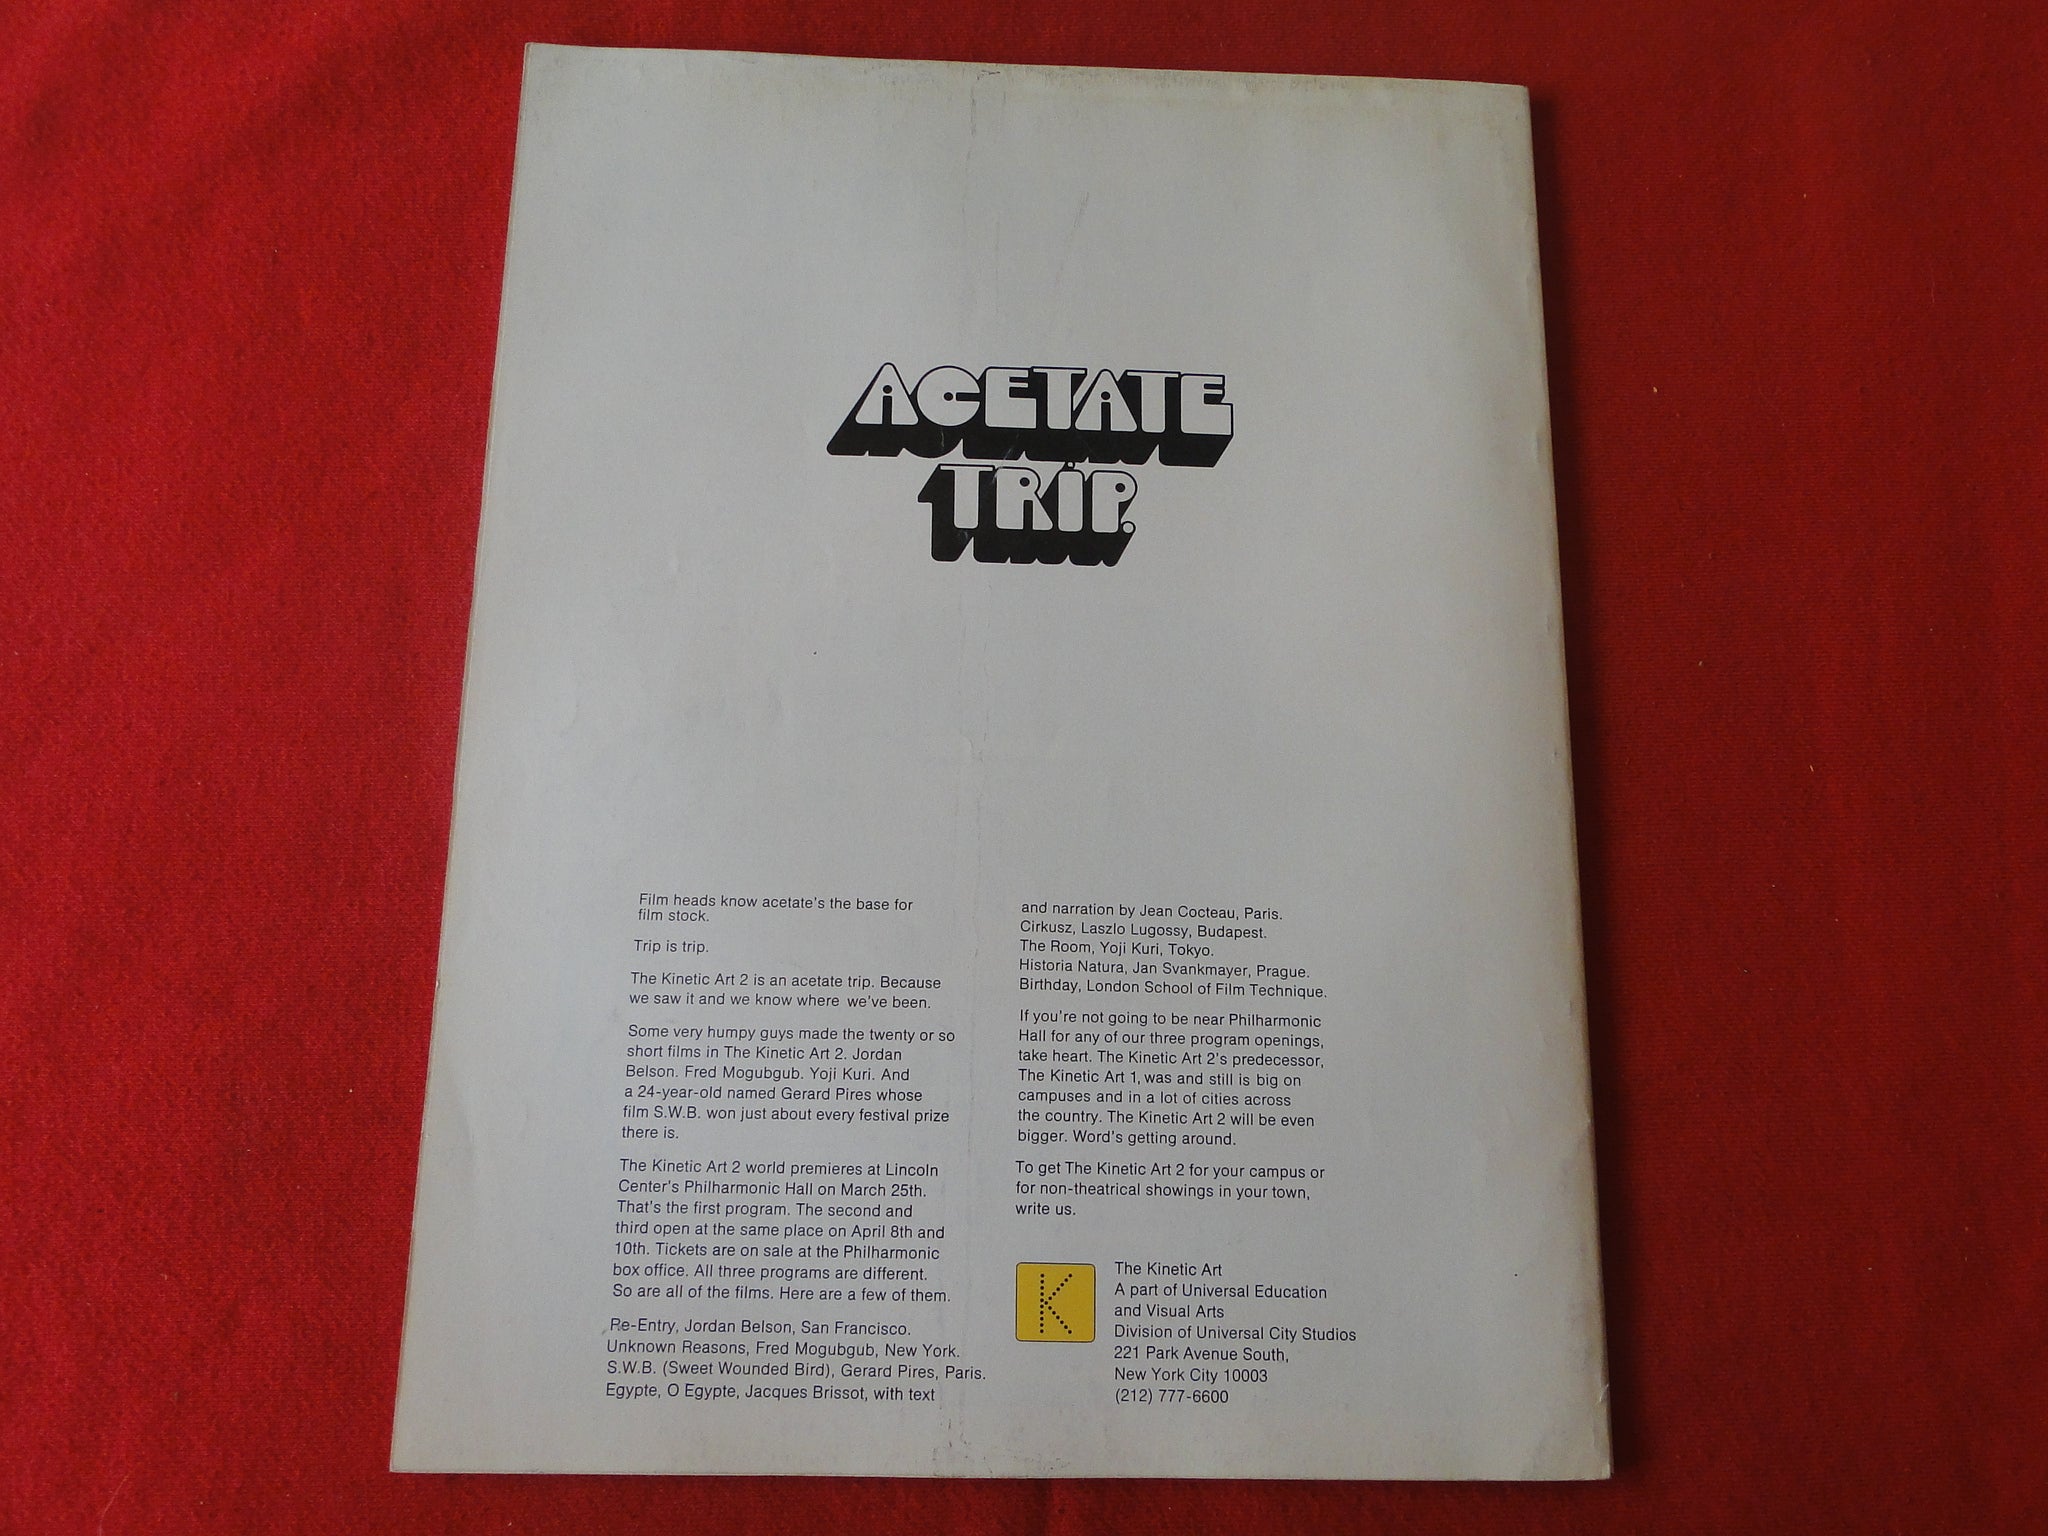 ACETATE
TRIP.
Film heads know acetate's the base for
film stock.
Trip is trip.
The Kinetic Art 2 is an acetate trip. Because
we saw it and we know where we've been.
Some very humpy guys made the twenty or so
short films in The Kinetic Art 2. Jordan
Belson. Fred Mogubgub. Yoji Kuri. And
a 24-year-old named Gerard Pires whose
film S.W.B. won just about every festival prize
there is.
The Kinetic Art 2 world premieres at Lincoln
Center's Philharmonic Hall on March 25th.
That's the first program. The second and
third open at the same place on April 8th and
10th. Tickets are on sale at the Philharmonic
box office. All three programs are different.
So are all of the films. Here are a few of them.
Re-Entry, Jordan Belson, San Francisco.
Unknown Reasons, Fred Mogubgub, New York.
S.W.B. (Sweet Wounded Bird), Gerard Pires, Paris.
Egypte, O Egypte, Jacques Brissot, with text
and narration by Jean Cocteau, Paris.
Cirkusz, Laszlo Lugossy, Budapest.
The Room, Yoji Kuri, Tokyo.
Historia Natura, Jan Svankmayer, Prague.
Birthday, London School of Film Technique.
If you're not going to be near Philharmonic
Hall for any of our three program openings,
take heart. The Kinetic Art 2's predecessor,
The Kinetic Art 1, was and still is big on
campuses and in a lot of cities across
the country. The Kinetic Art 2 will be even
bigger. Word's getting around.
To get The Kinetic Art 2 for your campus or
for non-theatrical showings in your town,
write us.
K
The Kinetic Art
A part of Universal Education
and Visual Arts
Division of Universal City Studios
221 Park Avenue South,
New York City 10003
(212) 777-6600